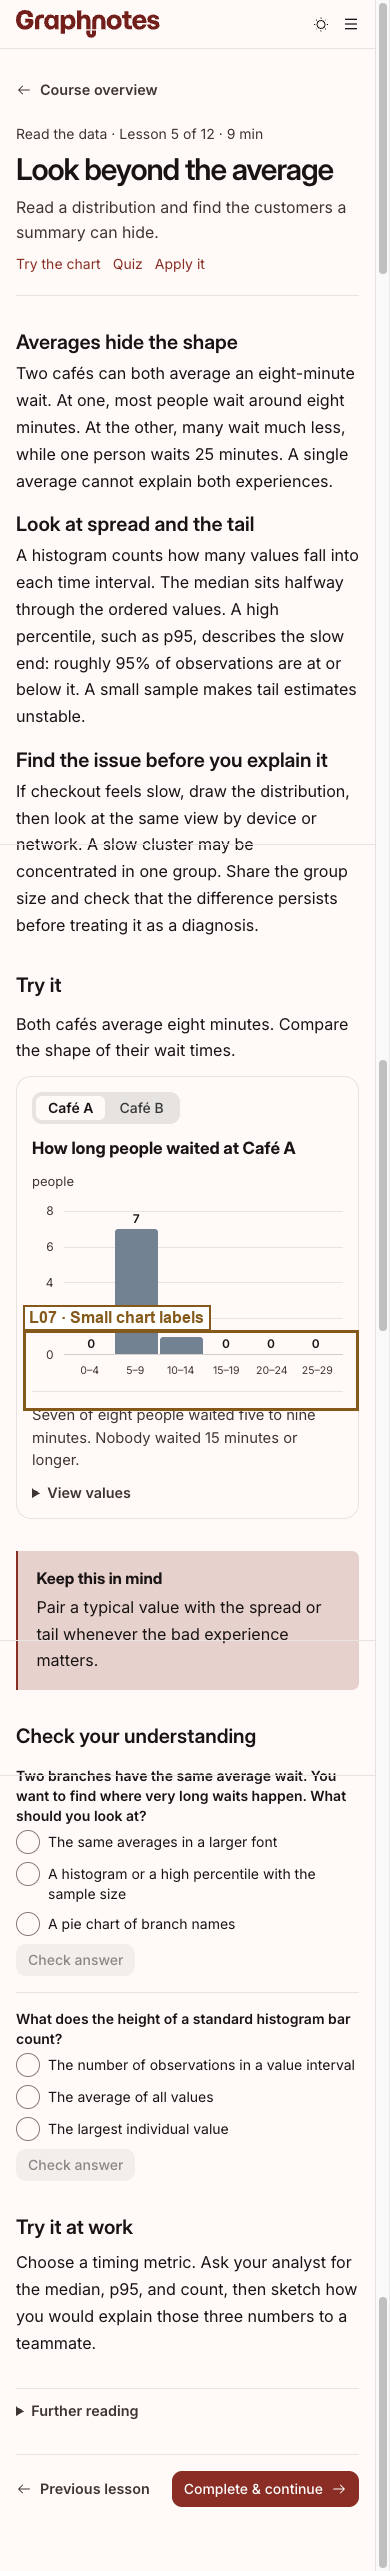 Graphnotes
Course overview
Read the data · Lesson 5 of 12 · 9 min
Look beyond the average
Read a distribution and find the customers a
summary can hide.
Try the chart Quiz Apply it
Averages hide the shape
Two cafés can both average an eight-minute
wait. At one, most people wait around eight
minutes. At the other, many wait much less,
while one person waits 25 minutes. A single
average cannot explain both experiences.
Look at spread and the tail
A histogram counts how many values fall into
each time interval. The median sits halfway
through the ordered values. A high
percentile, such as p95, describes the slow
end: roughly 95% of observations are at or
below it. A small sample makes tail estimates
unstable.
Find the issue before you explain it
If checkout feels slow, draw the distribution,
then look at the same view by device or
network. A slow cluster may be
concentrated in one group. Share the group
size and check that the difference persists
before treating it as a diagnosis.
Try it
Both cafés average eight minutes. Compare
the shape of their wait times.
Café A Café B
How long people waited at Café A
people
8
7
6
4
L07 · Small chart labels
0 0 0 0
0
0–4 5–9 10–14 15–19 20–24 25–29
Seven of eight people waited five to nine
minutes. Nobody waited 15 minutes or
longer.
View values
Keep this in mind
Pair a typical value with the spread or
tail whenever the bad experience
matters.
Check your understanding
Two branches have the same average wait. You
want to find where very long waits happen. What
should you look at?
The same averages in a larger font
A histogram or a high percentile with the
sample size
A pie chart of branch names
Check answer
What does the height of a standard histogram bar
count?
The number of observations in a value interval
The average of all values
The largest individual value
Check answer
Try it at work
Choose a timing metric. Ask your analyst for
the median, p95, and count, then sketch how
you would explain those three numbers to a
teammate.
Further reading
Previous lesson Complete & continue